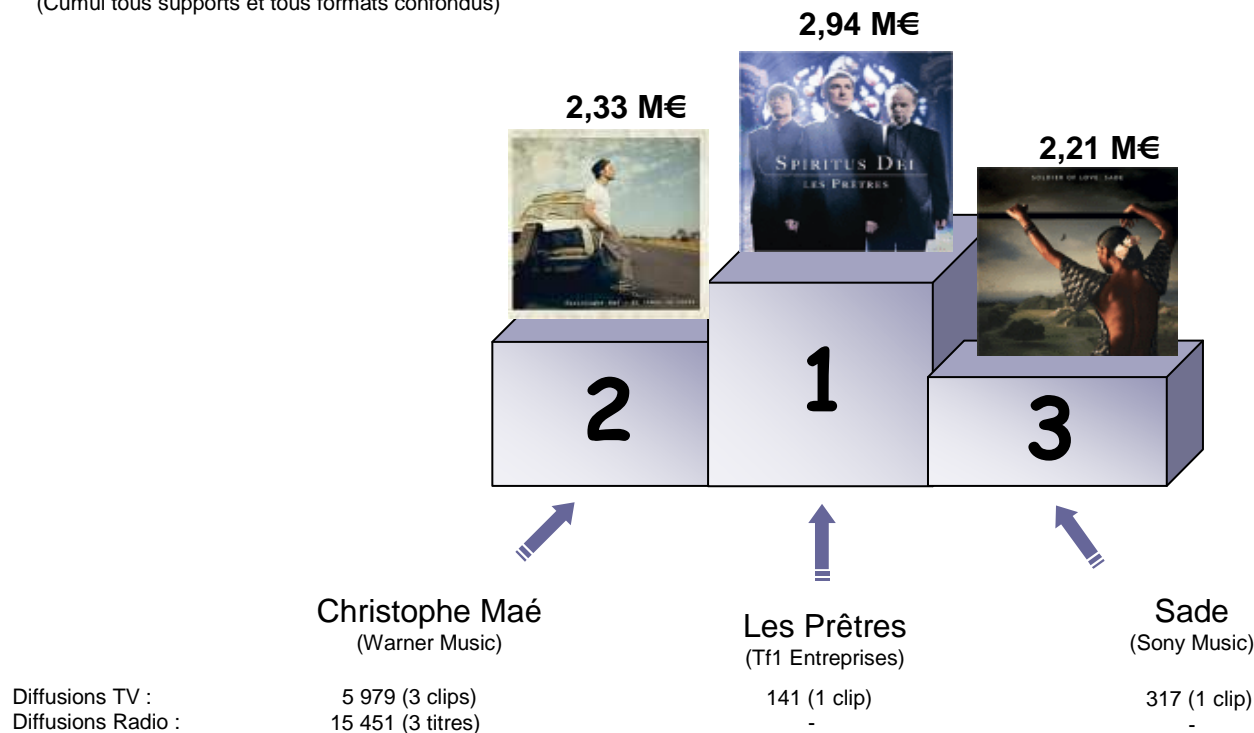 (Cumul tous supports et tous formats confondus)
2,94 M€
2,33 M€
2,21 M€
SPIRITUS DEI
LES PRÊTRES
SOLDIER OF LOVE SADE
2
1
3
Christophe Maé
(Warner Music)
Les Prêtres
(Tf1 Entreprises)
Sade
(Sony Music)
Diffusions TV : 5 979 (3 clips) 141 (1 clip) 317 (1 clip)
Diffusions Radio : 15 451 (3 titres) - -